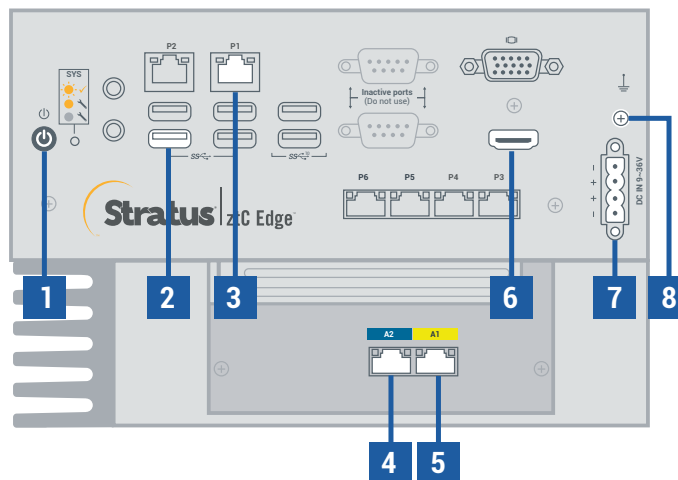 P2 P1
SYS
Inactive ports
(Do not use)
SS
SS 10
P6 P5 P4 P3
DC IN 9~36V
− + + −
Stratus ztC Edge
1 2 3 6 7 8
A2 A1
4 5